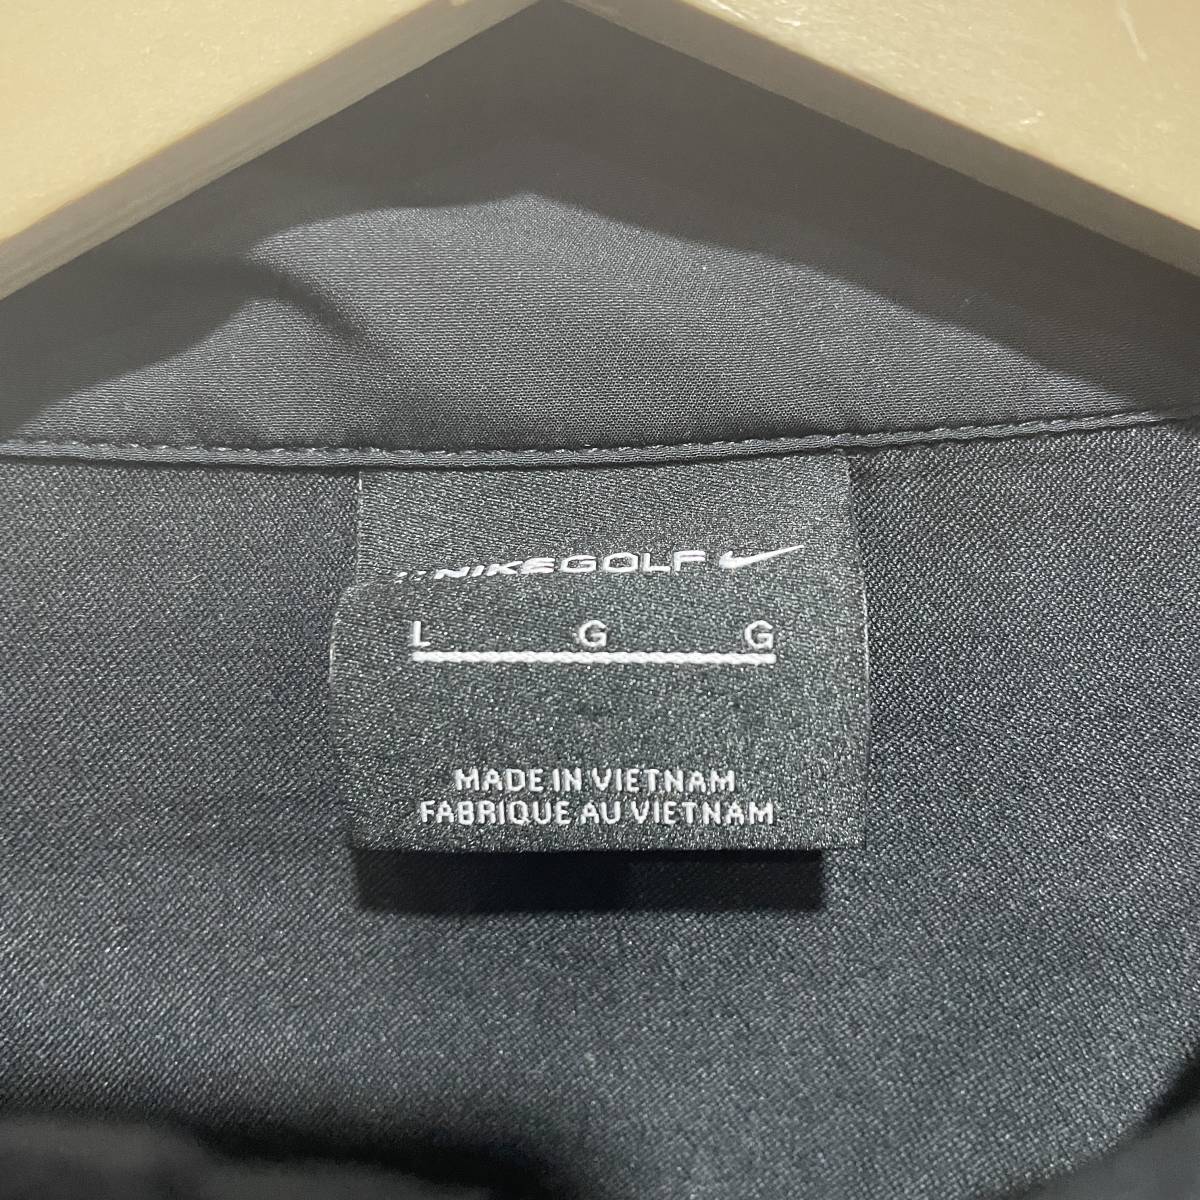 NIKEGOLF
L G G
MADE IN VIETNAM
FABRIQUE AU VIETNAM